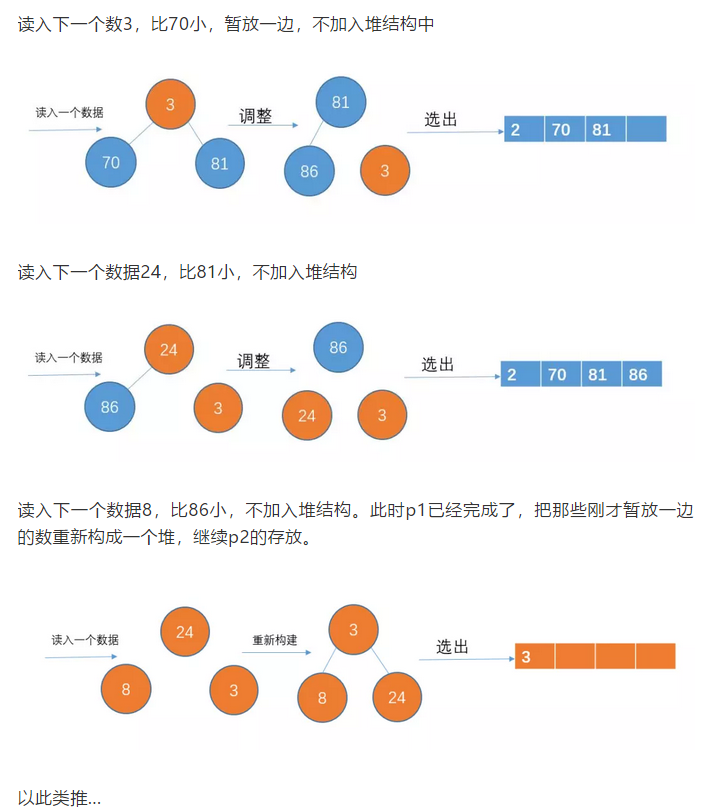 读入下一个数3，比70小，暂放一边，不加入堆结构中
读入一个数据
3
70
81
调整
81
86
3
选出
2 70 81
读入下一个数据24，比81小，不加入堆结构
读入一个数据
24
86
3
调整
86
24
3
选出
2 70 81 86
读入下一个数据8，比86小，不加入堆结构。此时p1已经完成了，把那些刚才暂放一边
的数重新构成一个堆，继续p2的存放。
读入一个数据
24
8
3
重新构建
3
8
24
选出
3
以此类推...